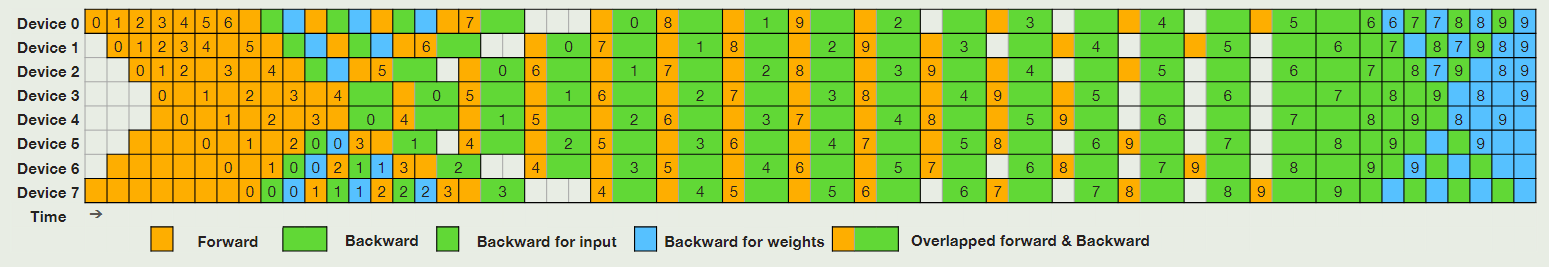 Device 0 0 1 2 3 4 5 6 7 0 8 1 9 2 3 4 5 6 6 7 7 8 8 9 9
Device 1 0 1 2 3 4 5 6 0 7 1 8 2 9 3 4 5 6 7 8 7 9 8 9
Device 2 0 1 2 3 4 5 0 6 1 7 2 8 3 9 4 5 6 7 8 7 9 8 9
Device 3 0 1 2 3 4 0 5 1 6 2 7 3 8 4 9 5 6 7 8 9 8 9
Device 4 0 1 2 3 0 4 1 5 2 6 3 7 4 8 5 9 6 7 8 8 9 8 9
Device 5 0 1 2 0 0 3 1 4 2 5 3 6 4 7 5 8 6 9 7 8 9 9
Device 6 0 1 0 0 2 1 1 3 2 4 3 5 4 6 5 7 6 8 7 9 8 9 9
Device 7 0 0 0 1 1 1 2 2 2 3 3 4 4 5 5 6 6 7 7 8 8 9 9
Time →
Forward Backward Backward for input Backward for weights Overlapped forward & Backward